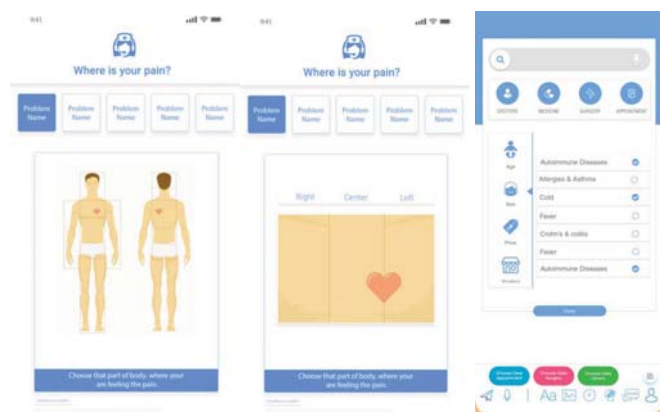 9:41
Where is your pain?
Problem Name
Problem Name
Problem Name
Problem Name
Problem Name
Choose that part of body, where your
are feeling the pain.
9:41
Where is your pain?
Problem Name
Problem Name
Problem Name
Problem Name
Problem Name
Right Center Left
Choose that part of body, where your
are feeling the pain.
DOCTORS MEDICINE SURGERY APPOINTMENT
Age
Price
Autoimmune Diseases
Allergies & Asthma
Cold
Fever
Crohn's & colitis
Fever
Autoimmune Diseases
Aa